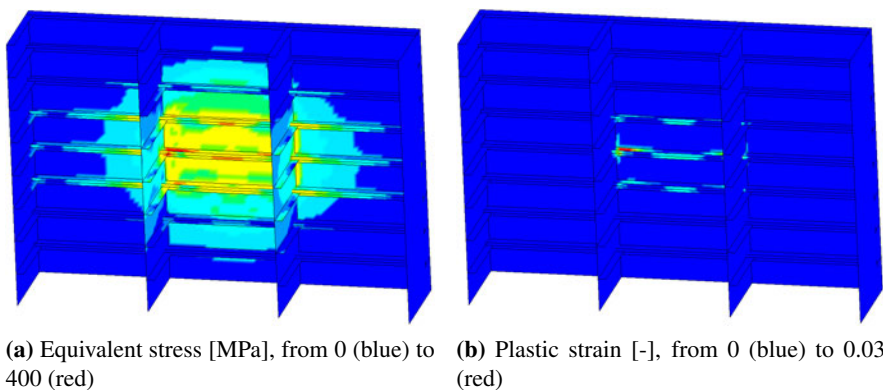 (a) Equivalent stress [MPa], from 0 (blue) to
400 (red)
(b) Plastic strain [-], from 0 (blue) to 0.03
(red)